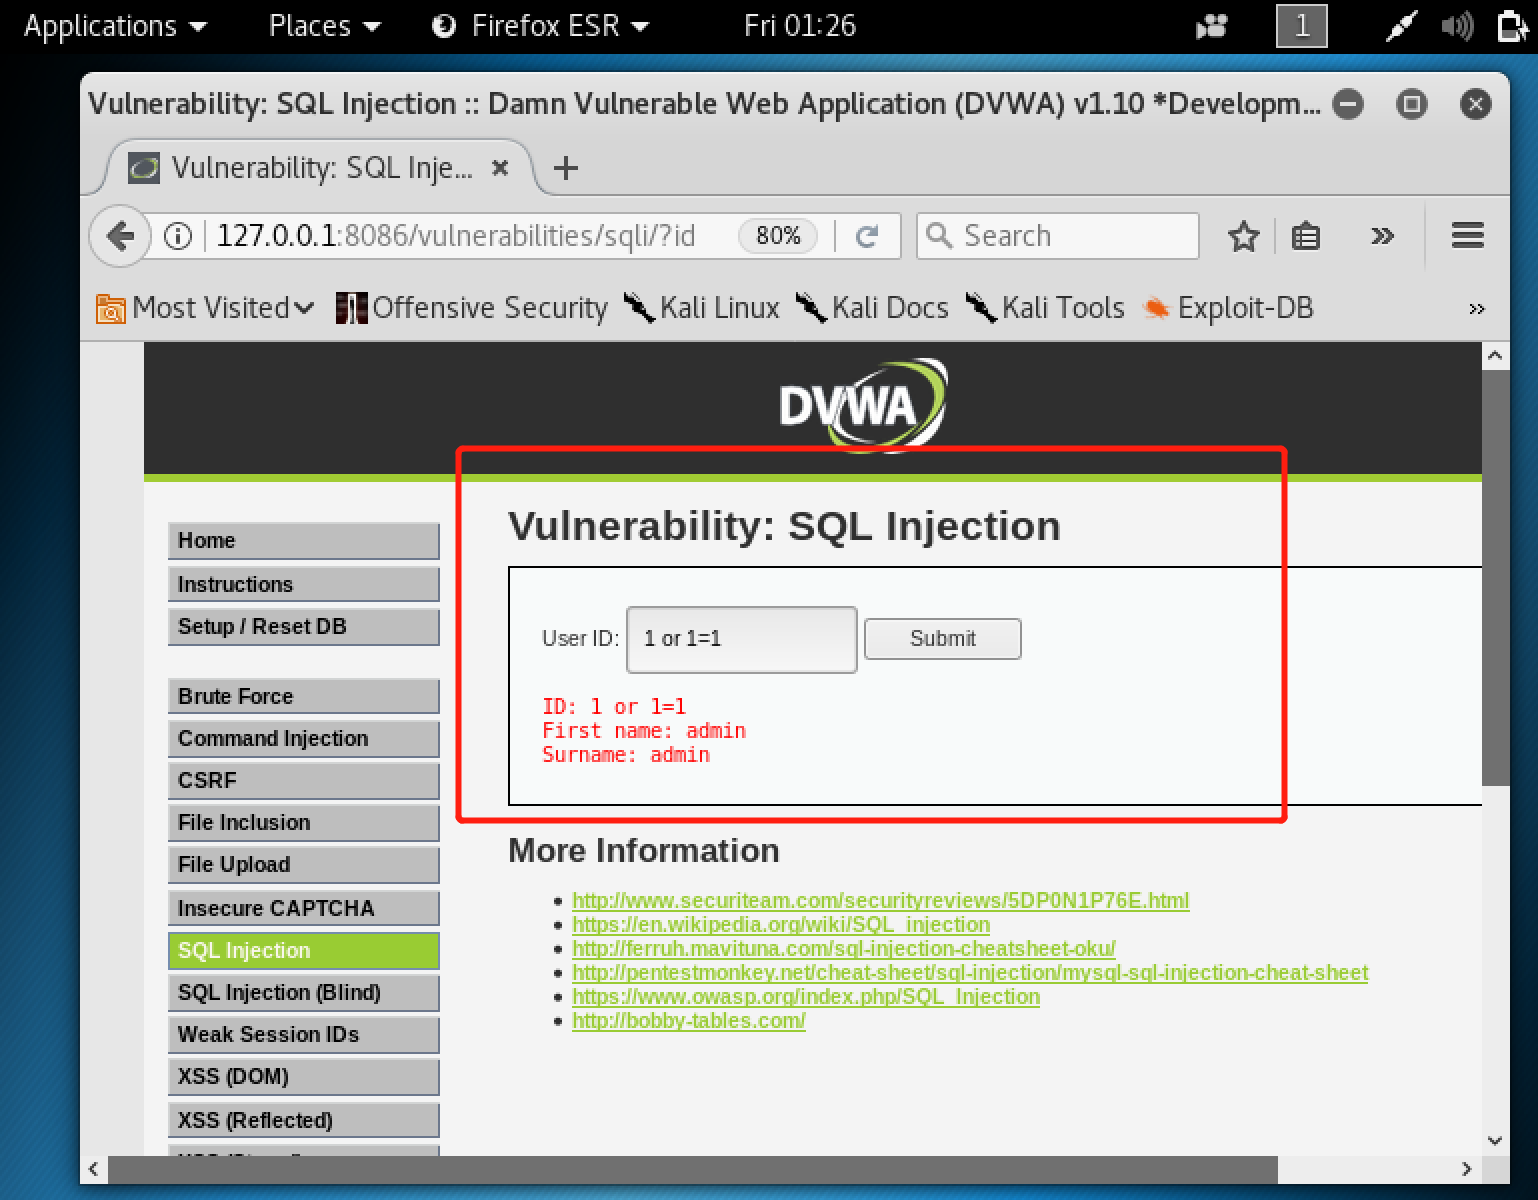 Applications Places Firefox ESR Fri 01:26 1
Vulnerability: SQL Injection :: Damn Vulnerable Web Application (DVWA) v1.10 *Developm...
Vulnerability: SQL Inje...
127.0.0.1:8086/vulnerabilities/sqli/?id 80% Search
Most Visited Offensive Security Kali Linux Kali Docs Kali Tools Exploit-DB
DVWA
Home
Instructions
Setup / Reset DB
Brute Force
Command Injection
CSRF
File Inclusion
File Upload
Insecure CAPTCHA
SQL Injection
SQL Injection (Blind)
Weak Session IDs
XSS (DOM)
XSS (Reflected)
Vulnerability: SQL Injection
User ID: 1 or 1=1 Submit
ID: 1 or 1=1
First name: admin
Surname: admin
More Information
http://www.securiteam.com/securityreviews/5DP0N1P76E.html
https://en.wikipedia.org/wiki/SQL_injection
http://ferruh.mavituna.com/sql-injection-cheatsheet-oku/
http://pentestmonkey.net/cheat-sheet/sql-injection/mysql-sql-injection-cheat-sheet
https://www.owasp.org/index.php/SQL_Injection
http://bobby-tables.com/